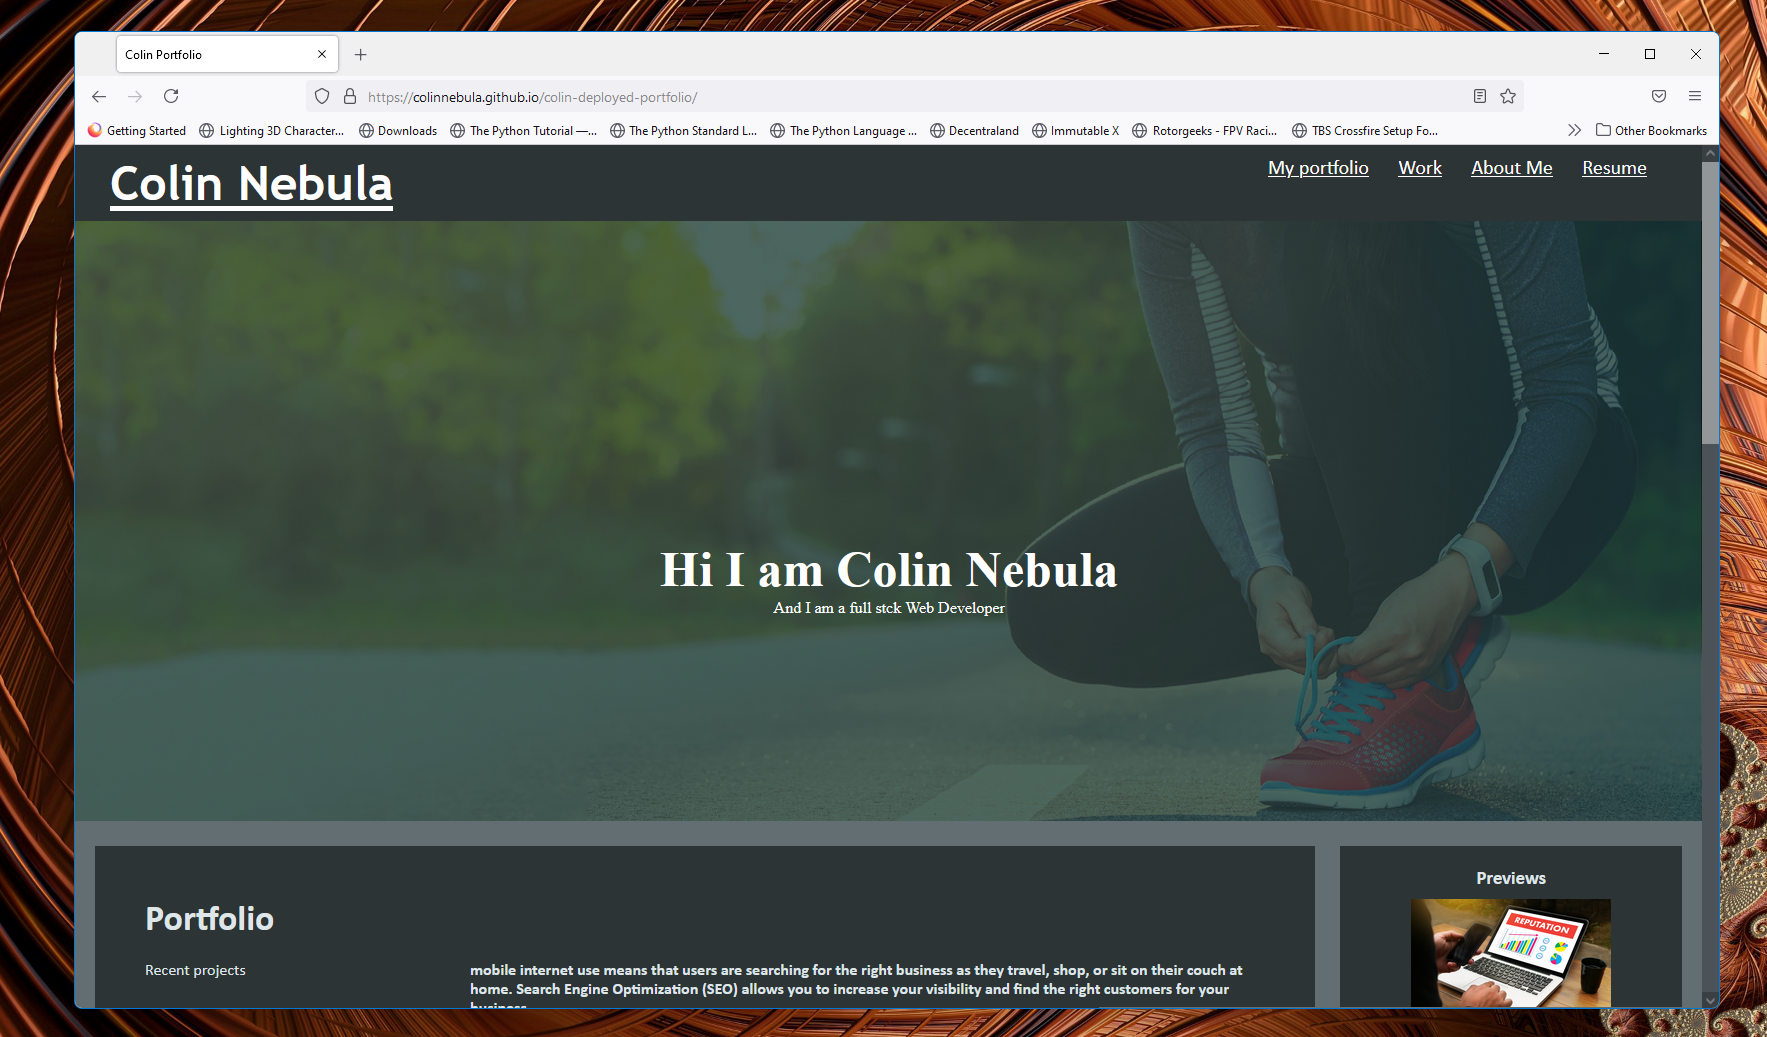 Colin Portfolio
https://colinnebula.github.io/colin-deployed-portfolio/
Getting Started Lighting 3D Character... Downloads The Python Tutorial —... The Python Standard L... The Python Language ... Decentraland Immutable X Rotorgeeks - FPV Raci... TBS Crossfire Setup Fo... Other Bookmarks
Colin Nebula
My portfolio Work About Me Resume
Hi I am Colin Nebula
And I am a full stck Web Developer
Portfolio
Recent projects
mobile internet use means that users are searching for the right business as they travel, shop, or sit on their couch at
home. Search Engine Optimization (SEO) allows you to increase your visibility and find the right customers for your
business
Previews
REPUTATION